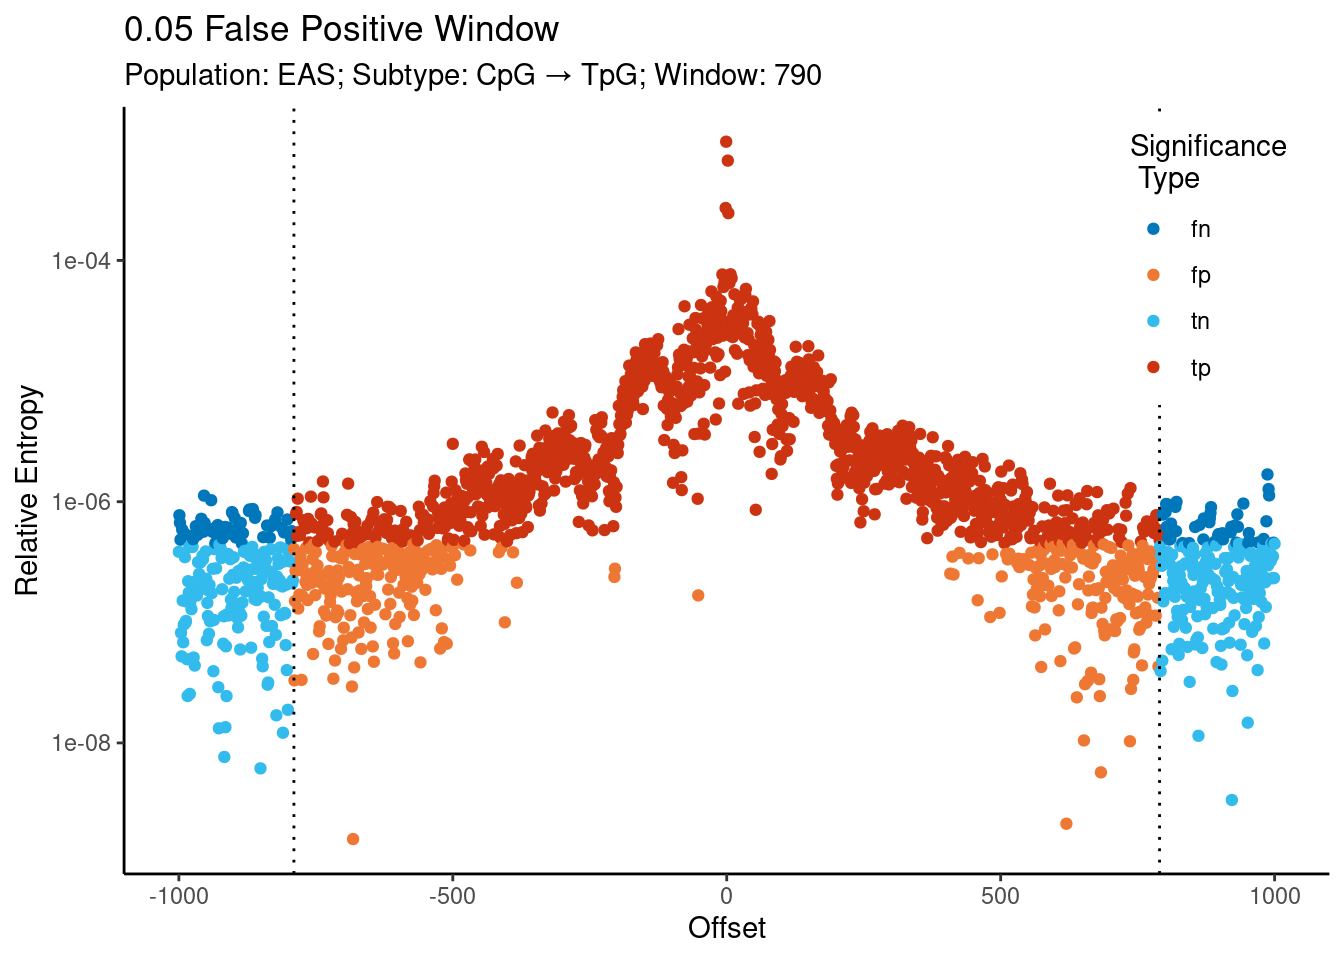 0.05 False Positive Window
Population: EAS; Subtype: CpG → TpG; Window: 790
Significance
Type
fn
fp
tn
tp
Relative Entropy
1e-04
1e-06
1e-08
-1000
-500
0
500
1000
Offset